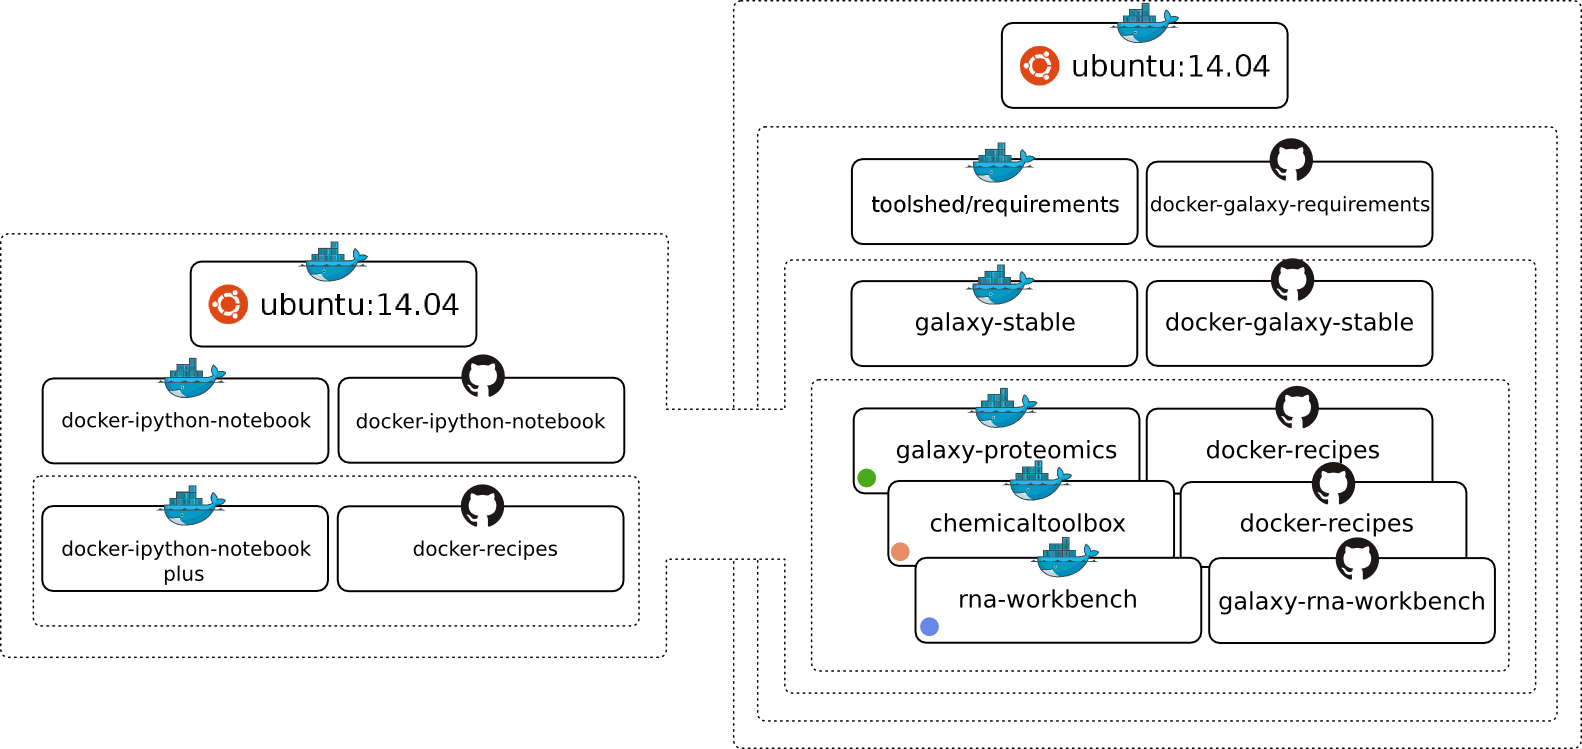 ubuntu:14.04
docker-ipython-notebook
docker-ipython-notebook
docker-ipython-notebook
plus
docker-recipes
ubuntu:14.04
toolshed/requirements
docker-galaxy-requirements
galaxy-stable
docker-galaxy-stable
galaxy-proteomics
docker-recipes
chemicaltoolbox
docker-recipes
rna-workbench
galaxy-rna-workbench